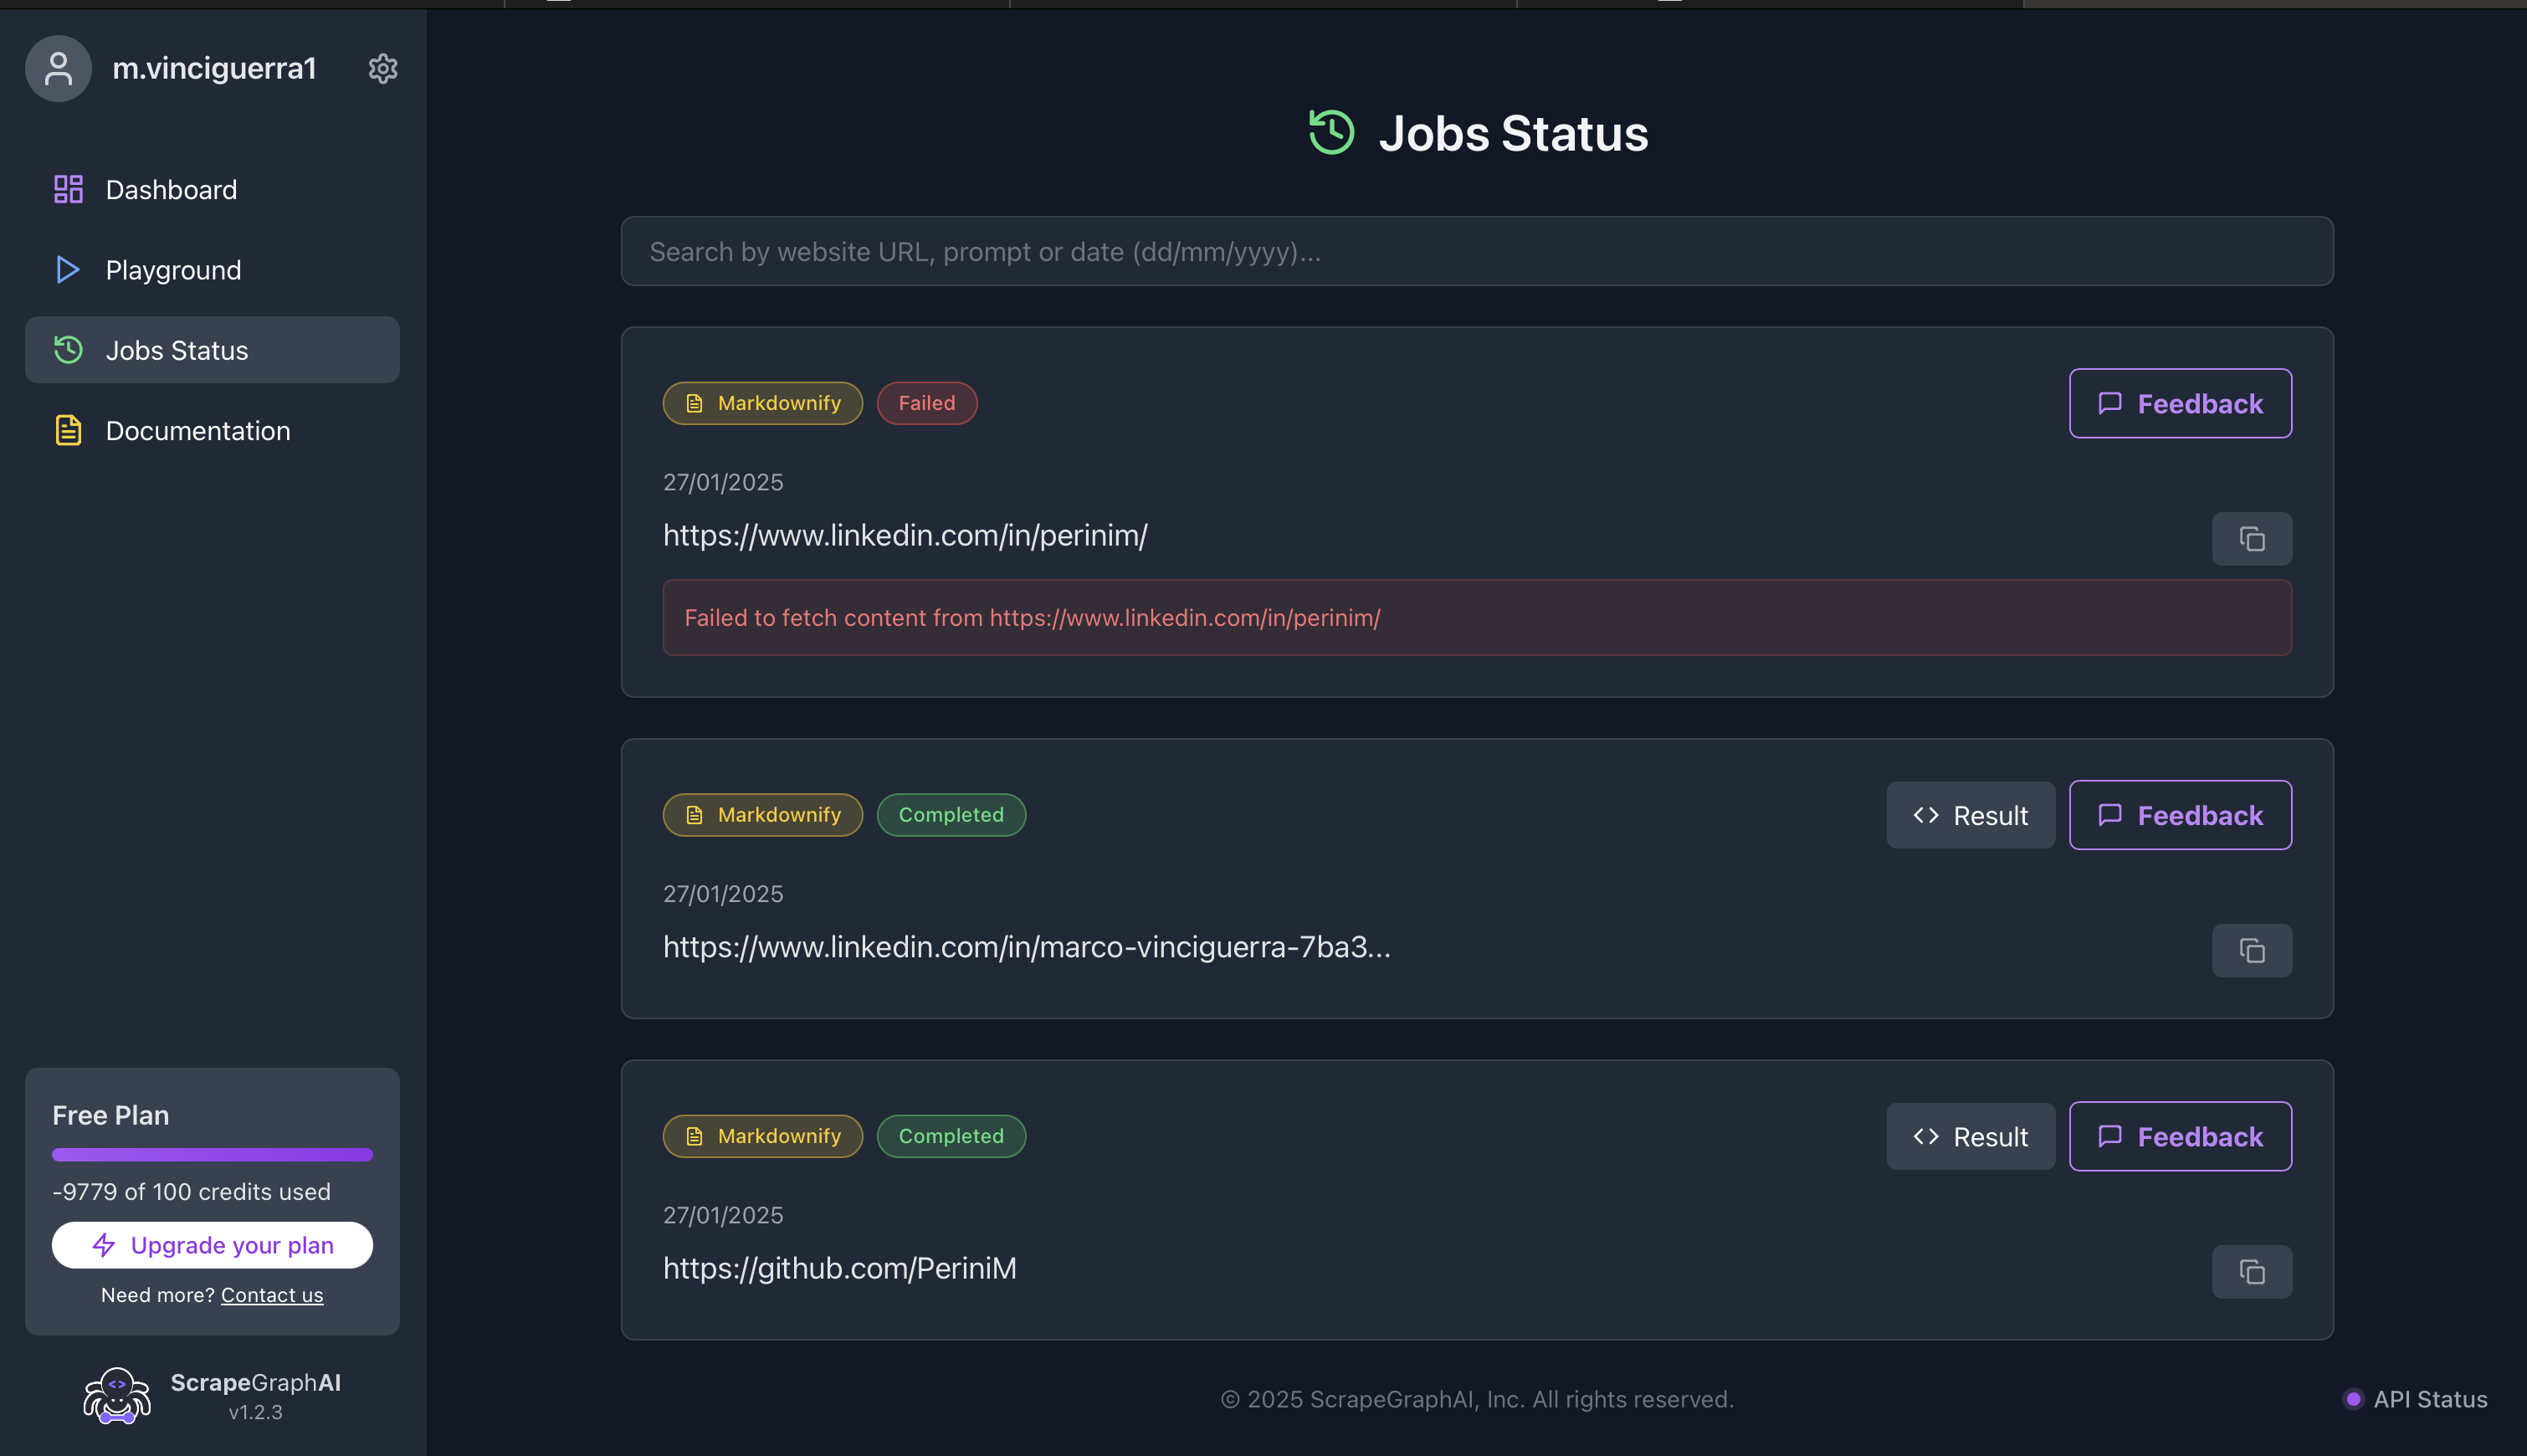 m.vinciguerra1
Dashboard
Playground
Jobs Status
Documentation
Free Plan
-9779 of 100 credits used
Upgrade your plan
Need more? Contact us
ScrapeGraphAI
v1.2.3
Jobs Status
Search by website URL, prompt or date (dd/mm/yyyy)...
Markdownify Failed Feedback
27/01/2025
https://www.linkedin.com/in/perinim/
Failed to fetch content from https://www.linkedin.com/in/perinim/
Markdownify Completed <> Result Feedback
27/01/2025
https://www.linkedin.com/in/marco-vinciguerra-7ba3...
Markdownify Completed <> Result Feedback
27/01/2025
https://github.com/PeriniM
© 2025 ScrapeGraphAI, Inc. All rights reserved.
API Status